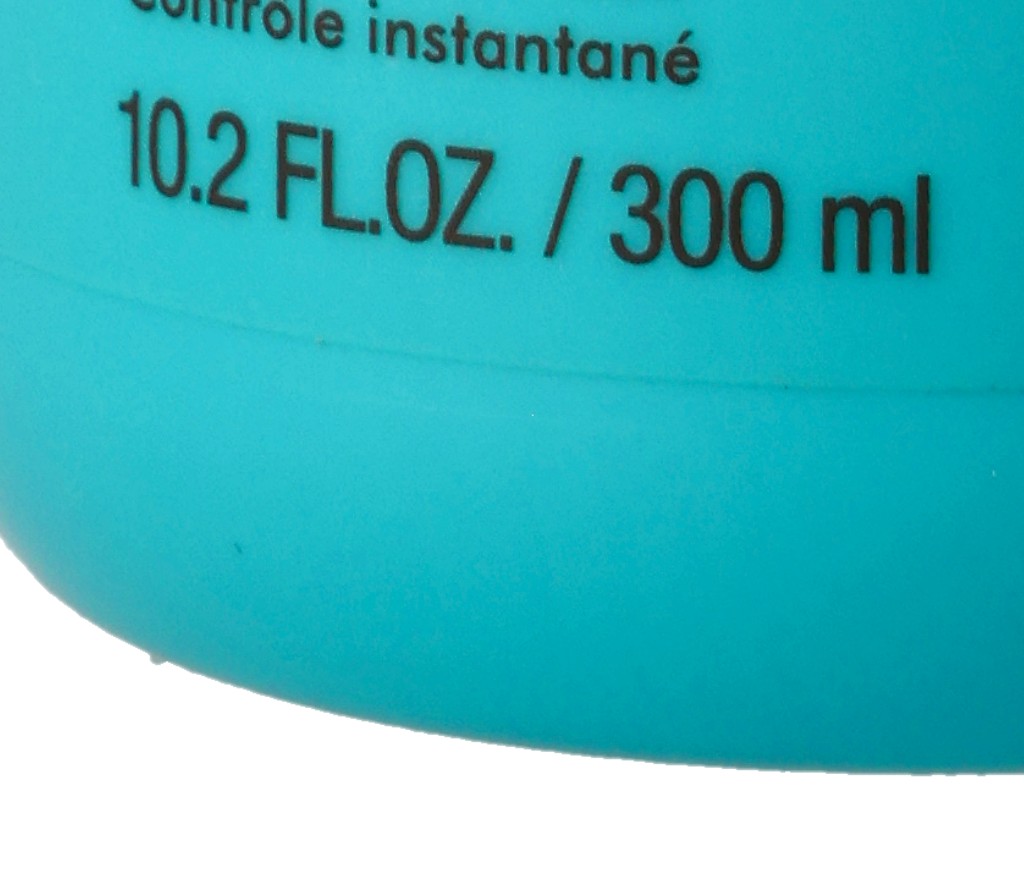 contrôle instantané
10.2 FL.OZ. / 300 ml